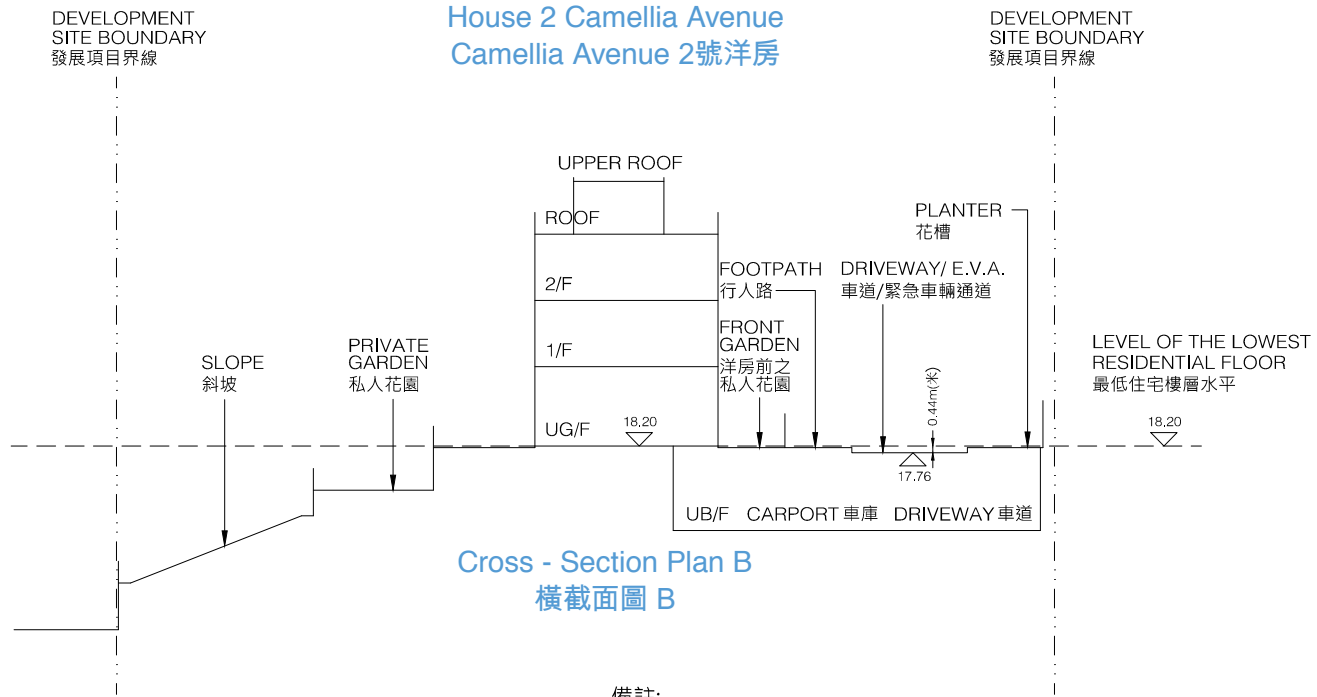 DEVELOPMENT
SITE BOUNDARY
發展項目界線
House 2 Camellia Avenue
Camellia Avenue 2號洋房
DEVELOPMENT
SITE BOUNDARY
發展項目界線
UPPER ROOF
ROOF
2/F
1/F
UG/F
18.20
PLANTER
花槽
FOOTPATH
行人路
DRIVEWAY/ E.V.A.
車道/緊急車輛通道
FRONT
GARDEN
洋房前之
私人花園
0.44m(米)
17.76
SLOPE
斜坡
PRIVATE
GARDEN
私人花園
LEVEL OF THE LOWEST
RESIDENTIAL FLOOR
最低住宅樓層水平
18.20
UB/F CARPORT 車庫 DRIVEWAY 車道
Cross - Section Plan B
橫截面圖 B
備註: